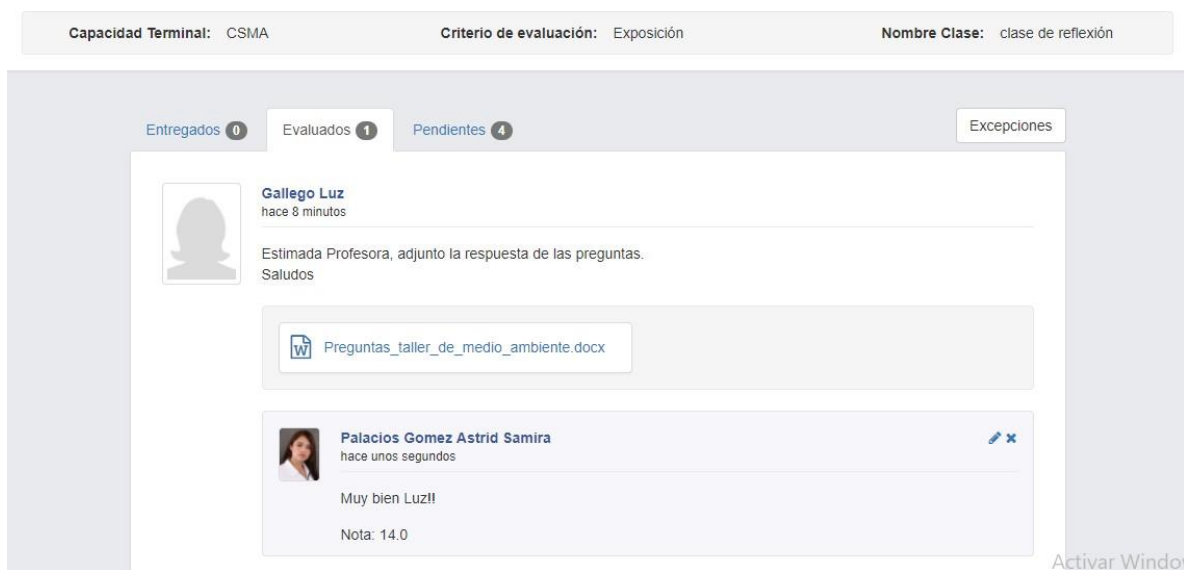 Capacidad Terminal: CSMA Criterio de evaluación: Exposición Nombre Clase: clase de reflexión
Entregados 0 Evaluados 1 Pendientes 4 Excepciones
Gallego Luz
hace 8 minutos
Estimada Profesora, adjunto la respuesta de las preguntas.
Saludos
W Preguntas_taller_de_medio_ambiente.docx
Palacios Gomez Astrid Samira
hace unos segundos
Muy bien Luz!!
Nota: 14.0
Activar Window